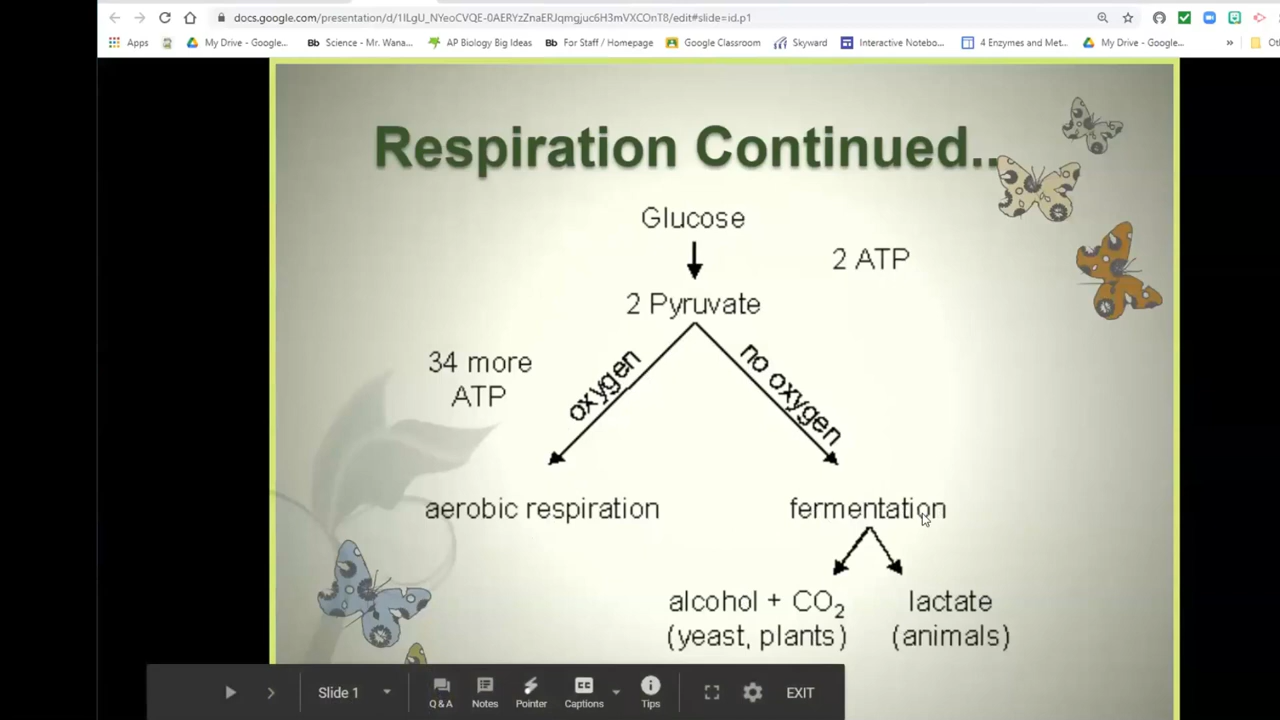 docs.google.com/presentation/d/1lLgU_NYeoCVQE-0AERYzZnaERJqmgjuc6H3mVXCOnT8/edit#slide=id.p1
Apps
My Drive - Google...
Bb Science - Mr. Wana...
AP Biology Big Ideas
Bb For Staff / Homepage
Google Classroom
Skyward
Interactive Notebo...
4 Enzymes and Met...
My Drive - Google...
»
Respiration Continued..
Glucose
2 ATP
2 Pyruvate
34 more
ATP
oxygen
no oxygen
aerobic respiration
fermentation
alcohol + CO₂
(yeast, plants)
lactate
(animals)
Slide 1
Q & A
Notes
Pointer
CC
Captions
Tips
EXIT